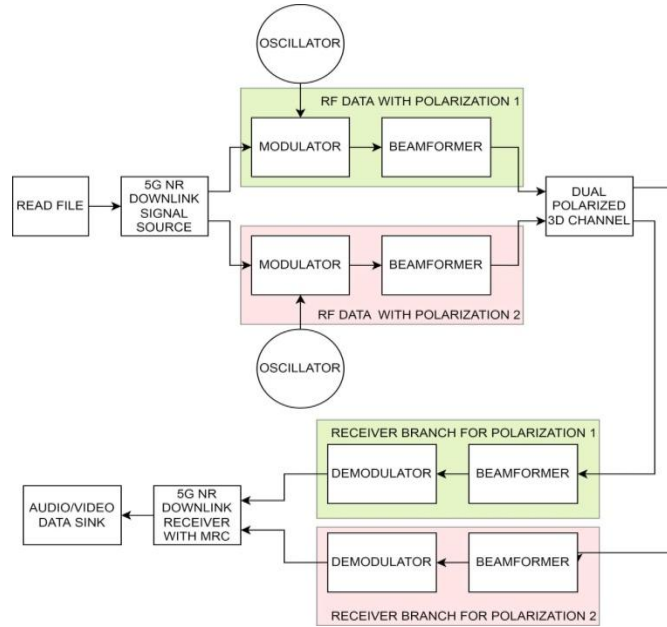 OSCILLATOR
RF DATA WITH POLARIZATION 1
MODULATOR
BEAMFORMER
READ FILE
5G NR
DOWNLINK
SIGNAL
SOURCE
DUAL
POLARIZED
3D CHANNEL
MODULATOR
BEAMFORMER
RF DATA WITH POLARIZATION 2
OSCILLATOR
RECEIVER BRANCH FOR POLARIZATION 1
DEMODULATOR
BEAMFORMER
AUDIO/VIDEO
DATA SINK
5G NR
DOWNLINK
RECEIVER
WITH MRC
DEMODULATOR
BEAMFORMER
RECEIVER BRANCH FOR POLARIZATION 2